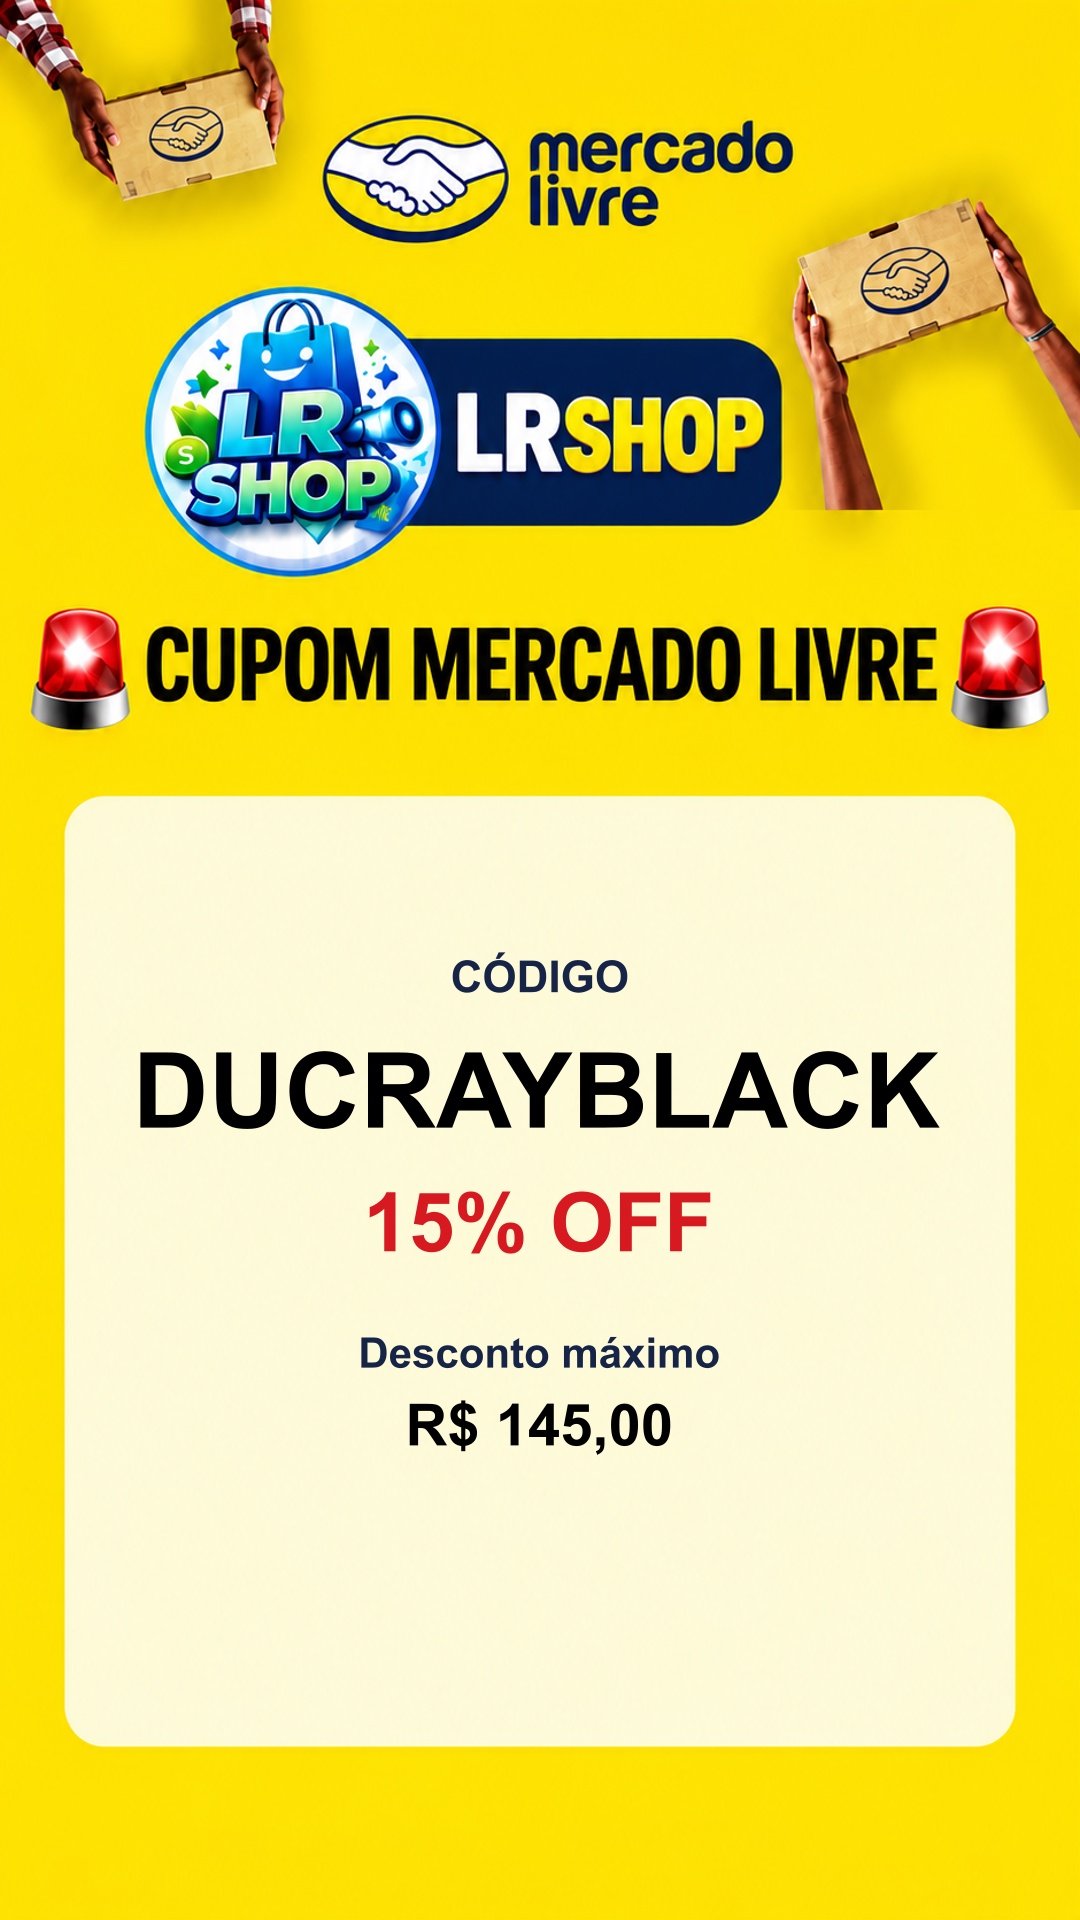 mercado
livre
LR
SHOP
S
LRSHOP
CUPOM MERCADO LIVRE
CÓDIGO
DUCRAYBLACK
15% OFF
Desconto máximo
R$ 145,00